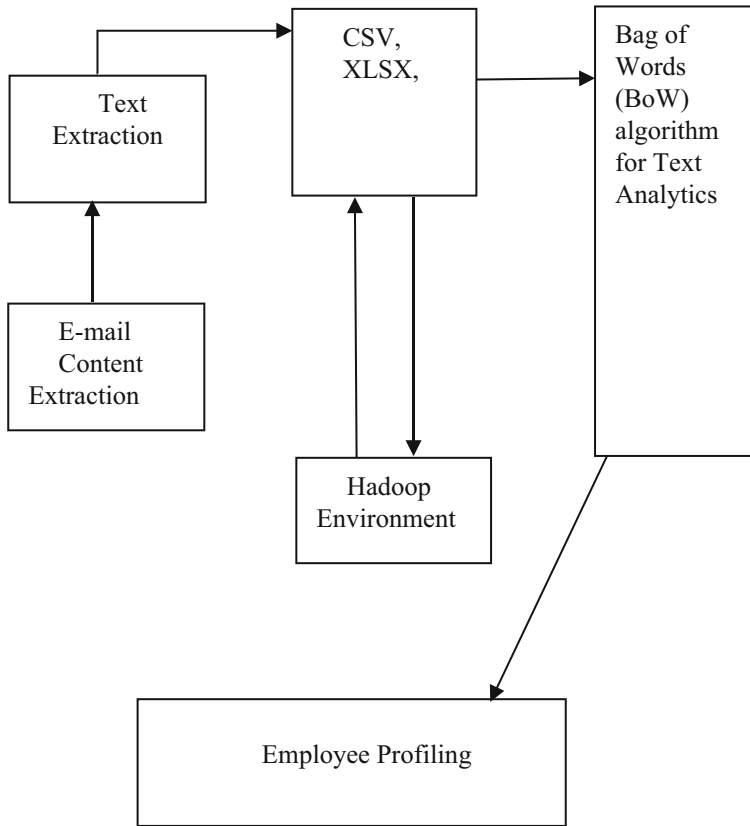 Text
Extraction
E-mail
Content
Extraction
CSV,
XLSX,
Hadoop
Environment
Bag of
Words
(BoW)
algorithm
for Text
Analytics
Employee Profiling